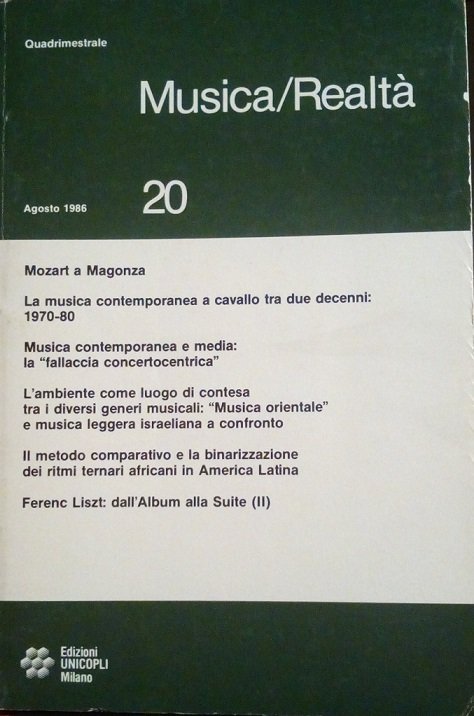 Quadrimestrale
Musica/Realtà
Agosto 1986
20
Mozart a Magonza
La musica contemporanea a cavallo tra due decenni:
1970-80
Musica contemporanea e media:
la “fallaccia concertocentrica”
L'ambiente come luogo di contesa
tra i diversi generi musicali: “Musica orientale”
e musica leggera israeliana a confronto
Il metodo comparativo e la binarizzazione
dei ritmi ternari africani in America Latina
Ferenc Liszt: dall'Album alla Suite (II)
Edizioni
UNICOPLI
Milano